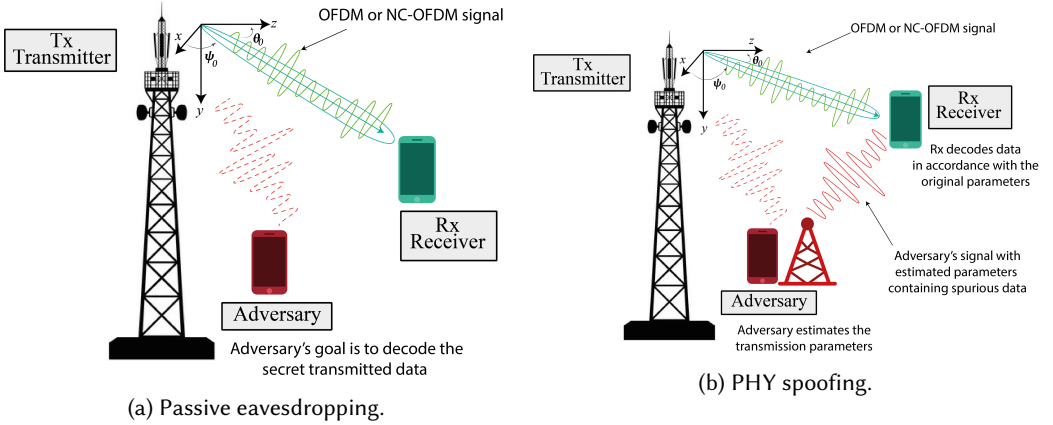 OFDM or NC-OFDM signal
Tx
Transmitter
x
z
y
θ0
ψ0
Rx
Receiver
Adversary
Adversary's goal is to decode the
secret transmitted data
(a) Passive eavesdropping.
OFDM or NC-OFDM signal
Tx
Transmitter
x
z
y
θ0
ψ0
Rx
Receiver
Rx decodes data
in accordance with the
original parameters
Adversary's signal with
estimated parameters
containing spurious data
Adversary
Adversary estimates the
transmission parameters
(b) PHY spoofing.